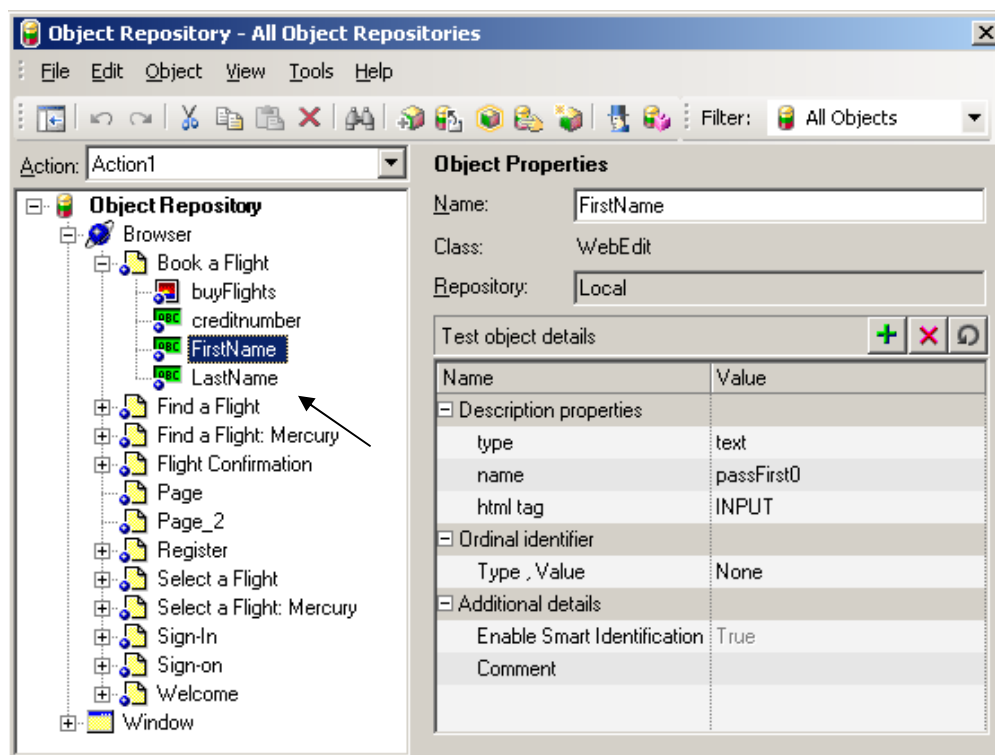 Object Repository - All Object Repositories
File Edit Object View Tools Help
Filter: All Objects
Action: Action1
Object Repository
Browser
Book a Flight
buyFlights
creditnumber
FirstName
LastName
Find a Flight
Find a Flight: Mercury
Flight Confirmation
Page
Page_2
Register
Select a Flight
Select a Flight: Mercury
Sign-In
Sign-on
Welcome
Window
Object Properties
Name: FirstName
Class: WebEdit
Repository: Local
Test object details
Name Value
Description properties
type text
name passFirst0
html tag INPUT
Ordinal identifier
Type , Value None
Additional details
Enable Smart Identification True
Comment